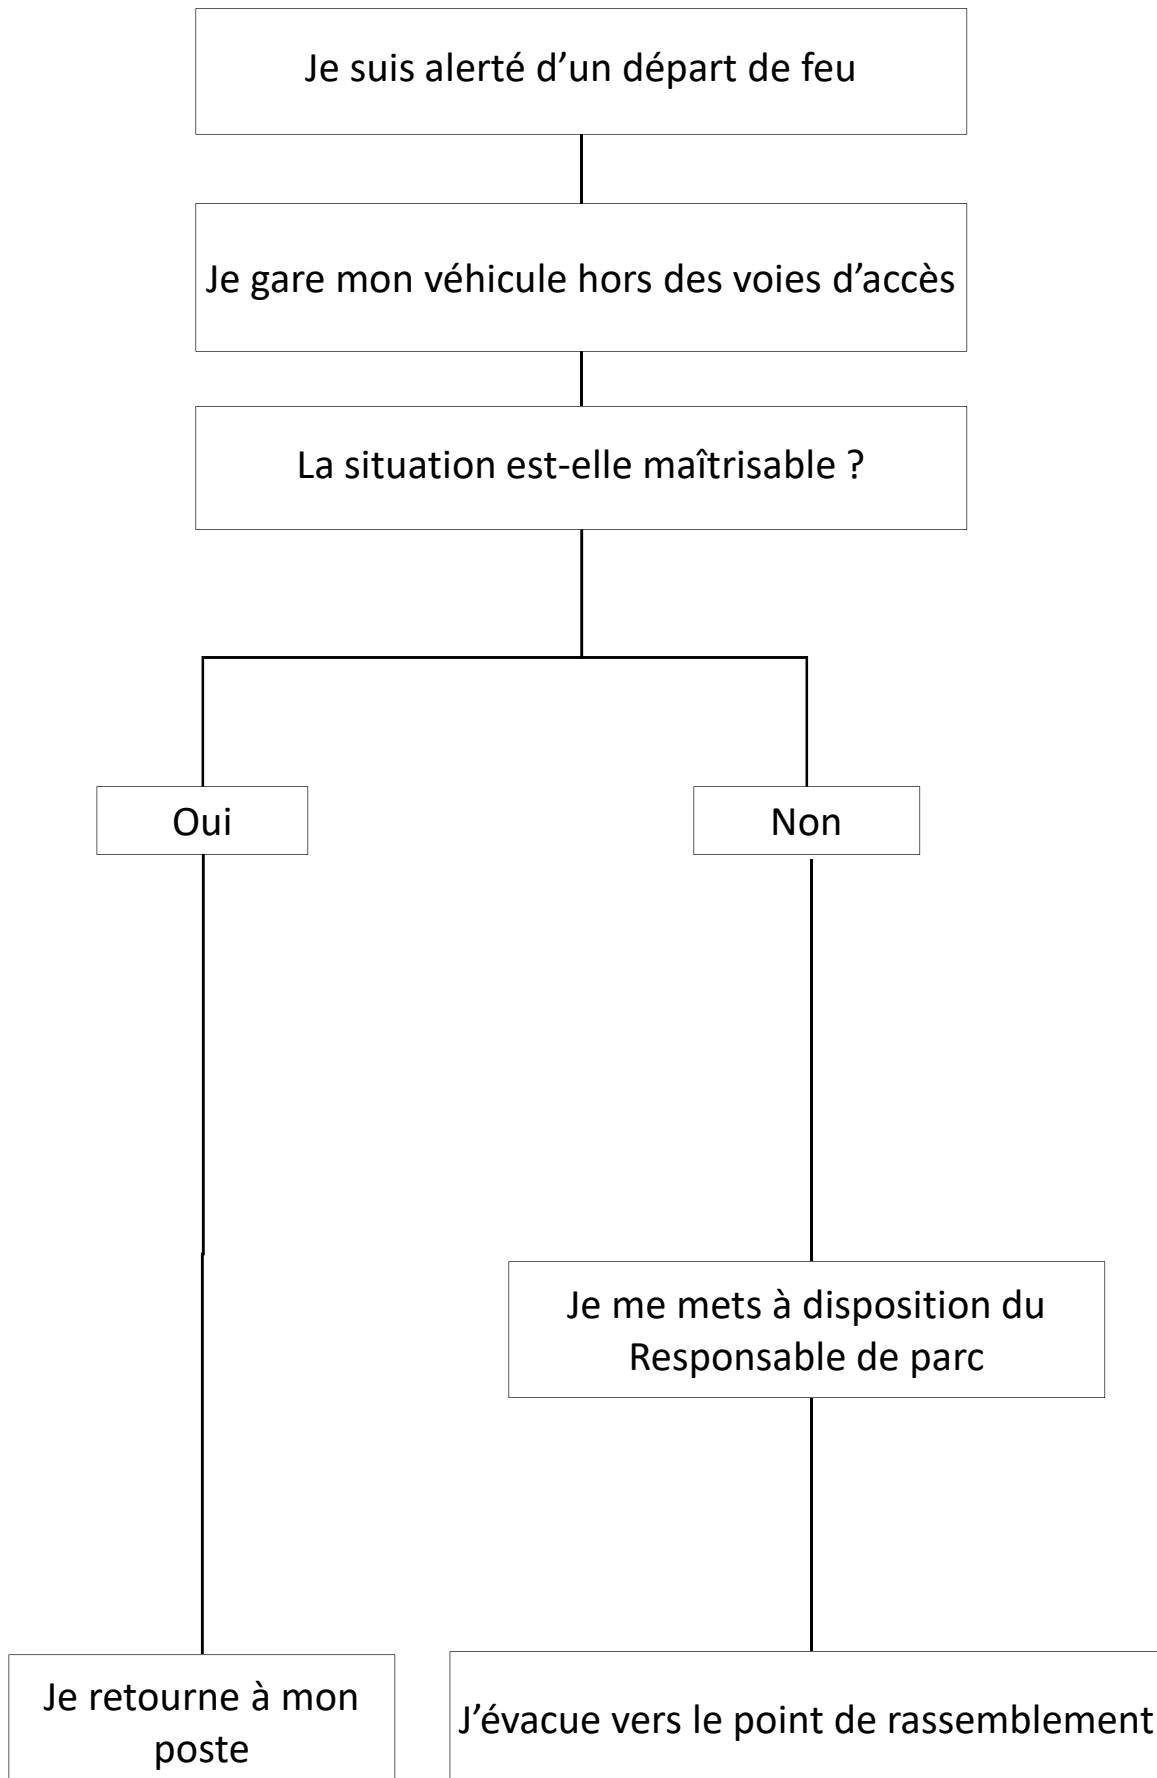 Je suis alerté d’un départ de feu
Je gare mon véhicule hors des voies d’accès
La situation est-elle maîtrisable ?
Oui
Non
Je me mets à disposition du
Responsable de parc
Je retourne à mon
poste
J’évacue vers le point de rassemblement